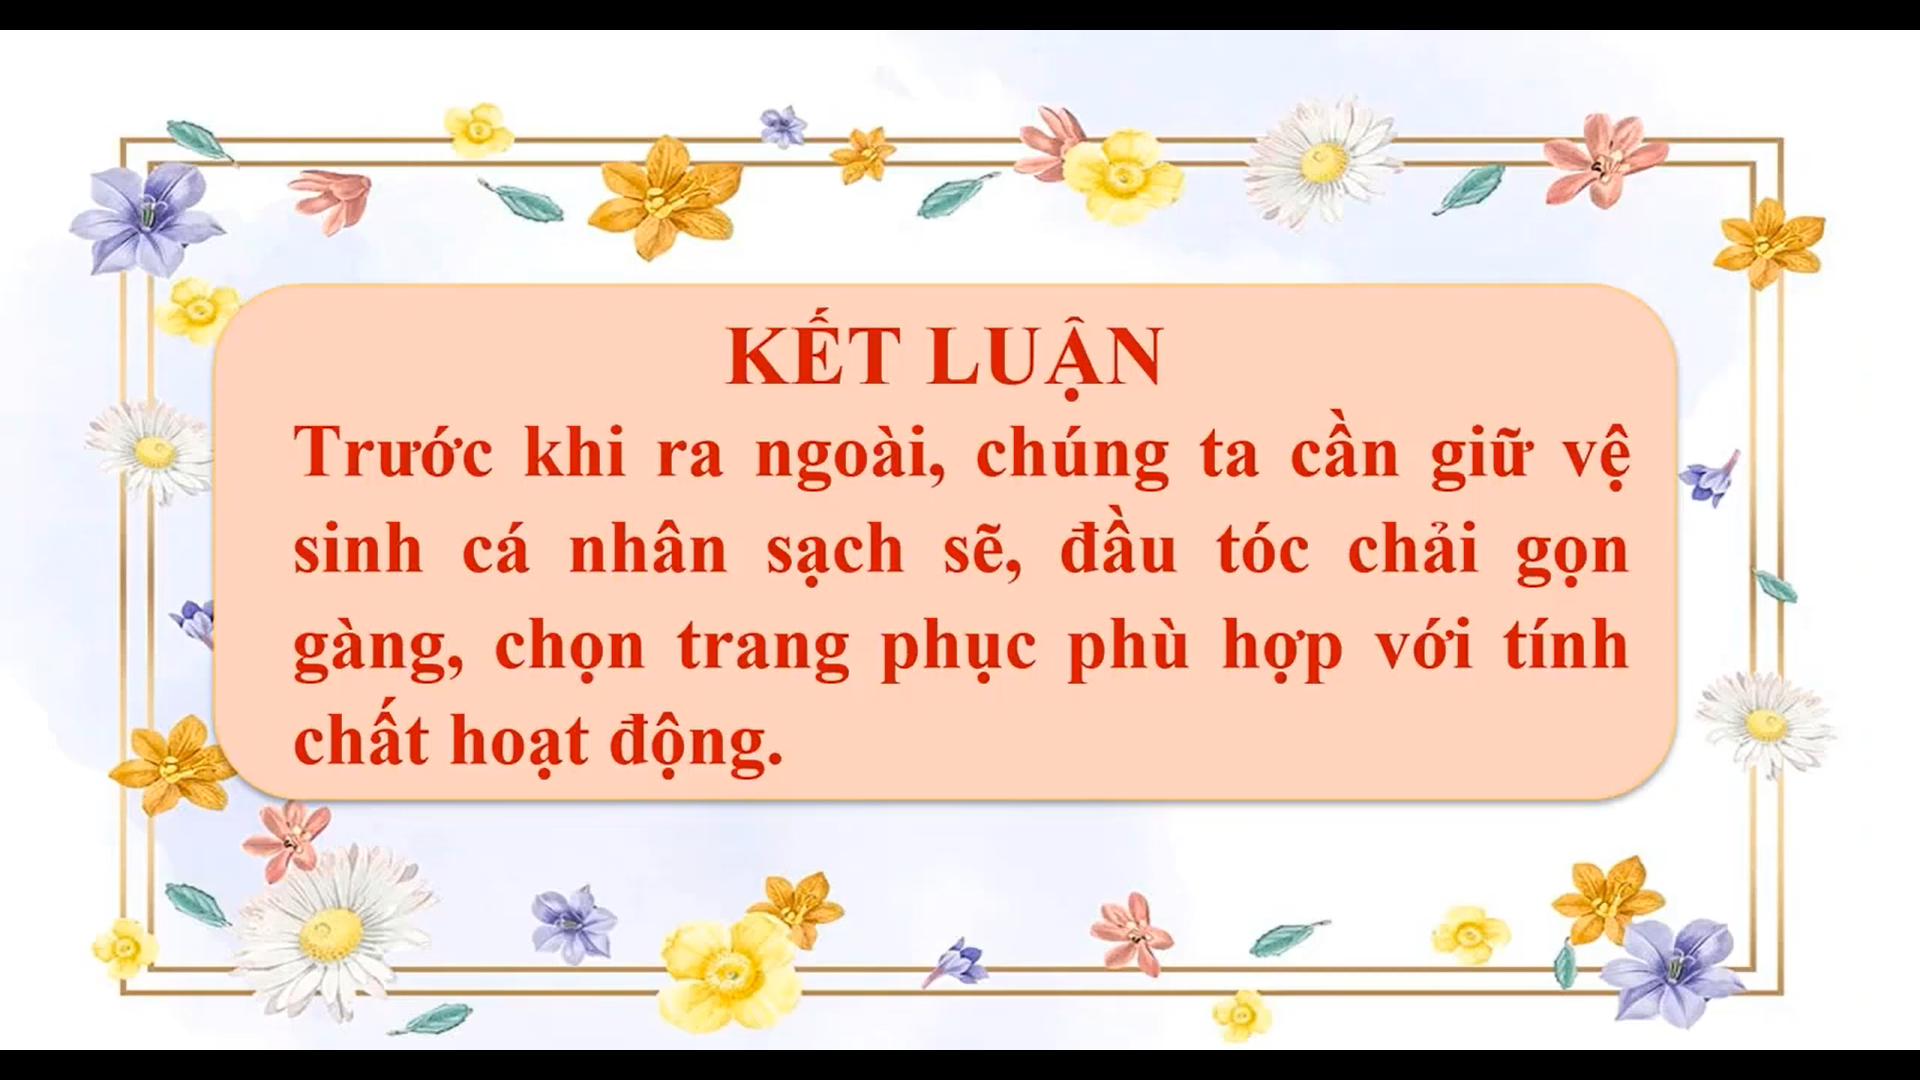 KẾT LUẬN
Trước khi ra ngoài, chúng ta cần giữ vệ
sinh cá nhân sạch sẽ, đầu tóc chải gọn
gàng, chọn trang phục phù hợp với tính
chất hoạt động.